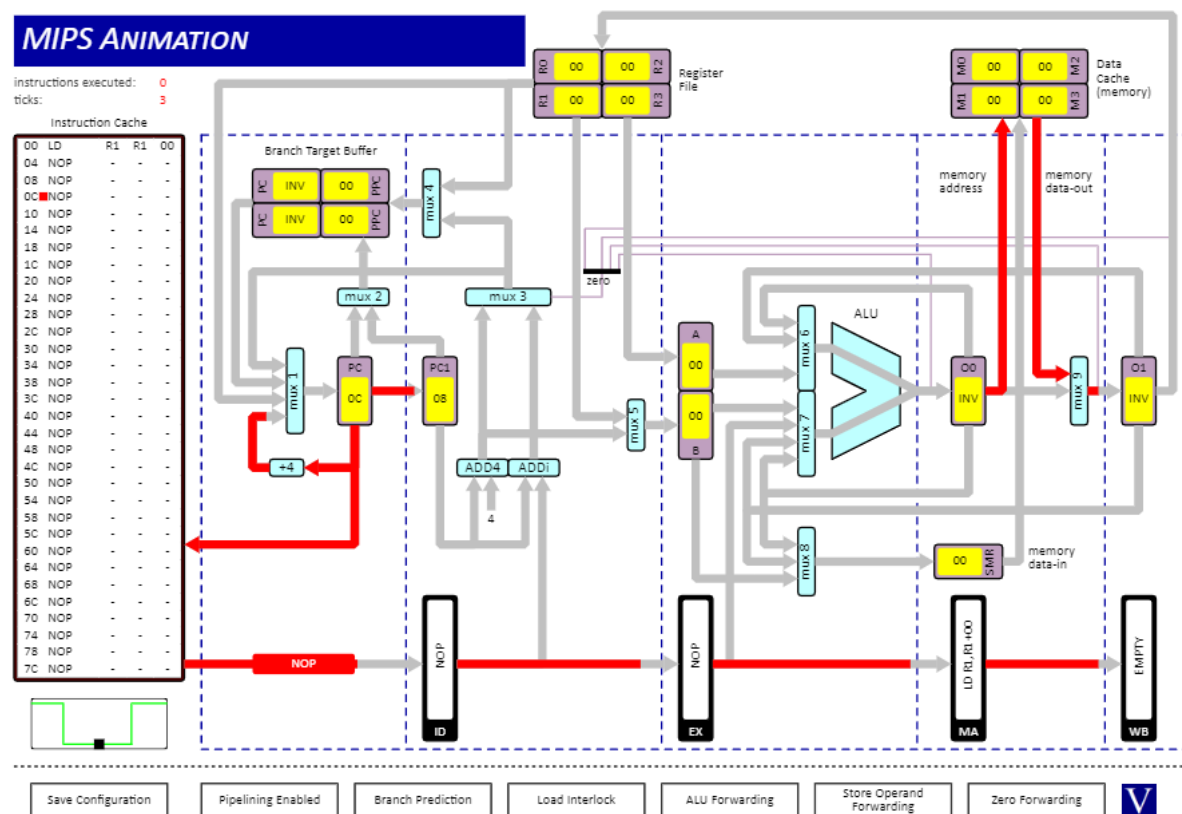 MIPS ANIMATION
instructions executed: 0
ticks: 3
Instruction Cache
00 LD R1 R1 00
04 NOP - - -
08 NOP - - -
0C NOP - - -
10 NOP - - -
14 NOP - - -
18 NOP - - -
1C NOP - - -
20 NOP - - -
24 NOP - - -
28 NOP - - -
2C NOP - - -
30 NOP - - -
34 NOP - - -
38 NOP - - -
3C NOP - - -
40 NOP - - -
44 NOP - - -
48 NOP - - -
4C NOP - - -
50 NOP - - -
54 NOP - - -
58 NOP - - -
5C NOP - - -
60 NOP - - -
64 NOP - - -
68 NOP - - -
6C NOP - - -
70 NOP - - -
74 NOP - - -
78 NOP - - -
7C NOP - - -
R0 00 00 R2
R1 00 00 R3
Register
File
M0 00 00 M2
M1 00 00 M3
Data
Cache
(memory)
Branch Target Buffer
PC INV 00 PPC
PC INV 00 PPC
mux 4
memory
address
memory
data-out
zero
mux 2
mux 3
mux 1
PC
0C
PC1
08
+4
ADD4
ADDi
4
mux 5
A
00
00
B
mux 6
mux 7
ALU
O0
INV
mux 9
O1
INV
mux 8
00 SMR
memory
data-in
NOP
NOP
ID
NOP
EX
LD R1,R1+00
MA
EMPTY
WB
Save Configuration
Pipelining Enabled
Branch Prediction
Load Interlock
ALU Forwarding
Store Operand
Forwarding
Zero Forwarding
V